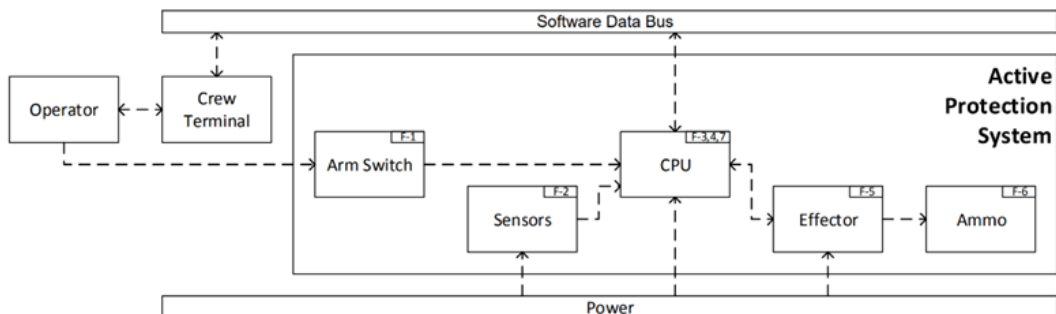 Software Data Bus
Active
Protection
System
Operator
Crew
Terminal
F-1
Arm Switch
F-3,4,7
CPU
F-2
Sensors
F-5
Effector
F-6
Ammo
Power